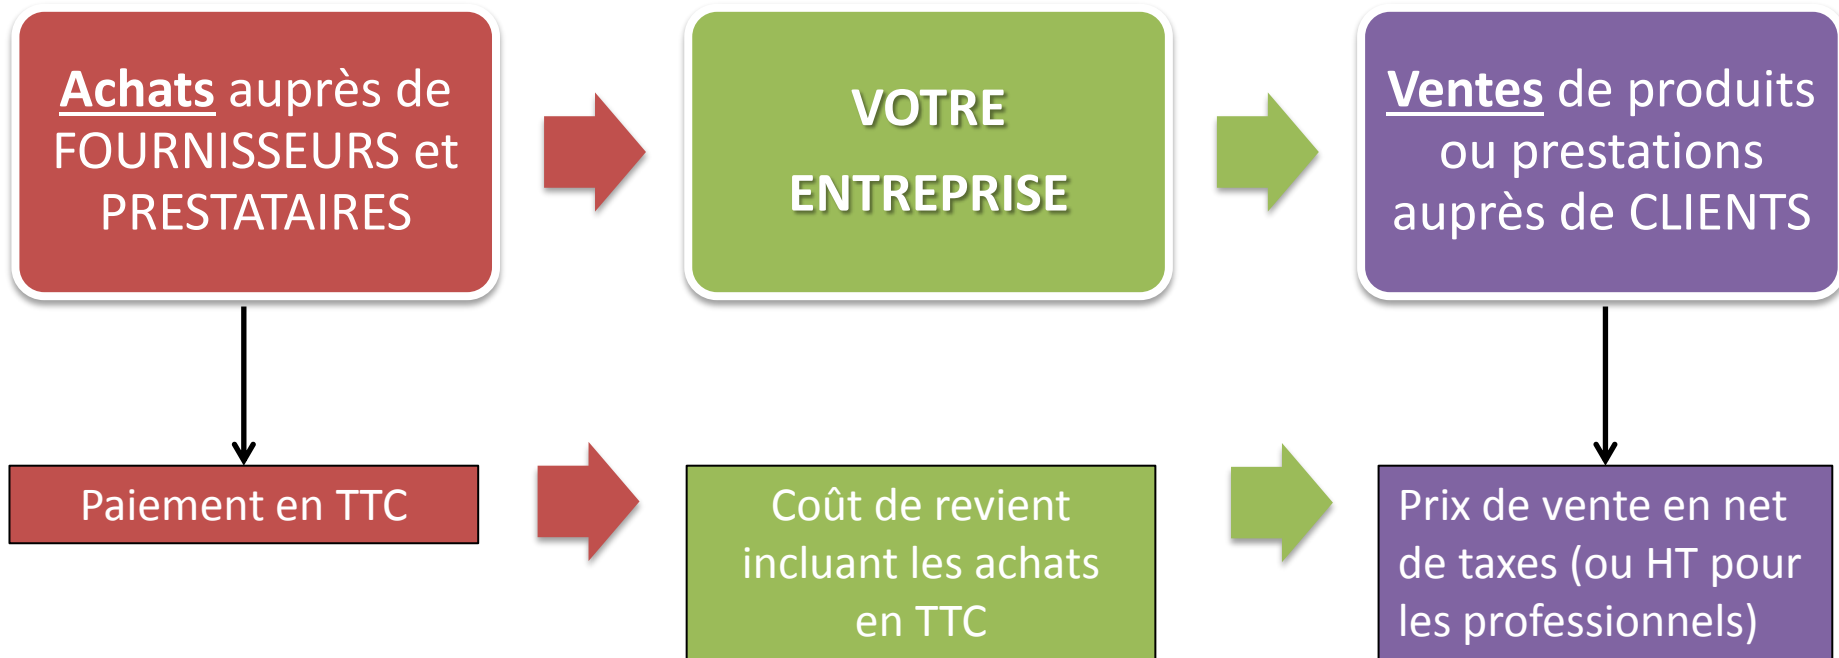 Achats auprès de
FOURNISSEURS et
PRESTATAIRES
VOTRE
ENTREPRISE
Ventes de produits
ou prestations
auprès de CLIENTS
Paiement en TTC
Coût de revient
incluant les achats
en TTC
Prix de vente en net
de taxes (ou HT pour
les professionnels)